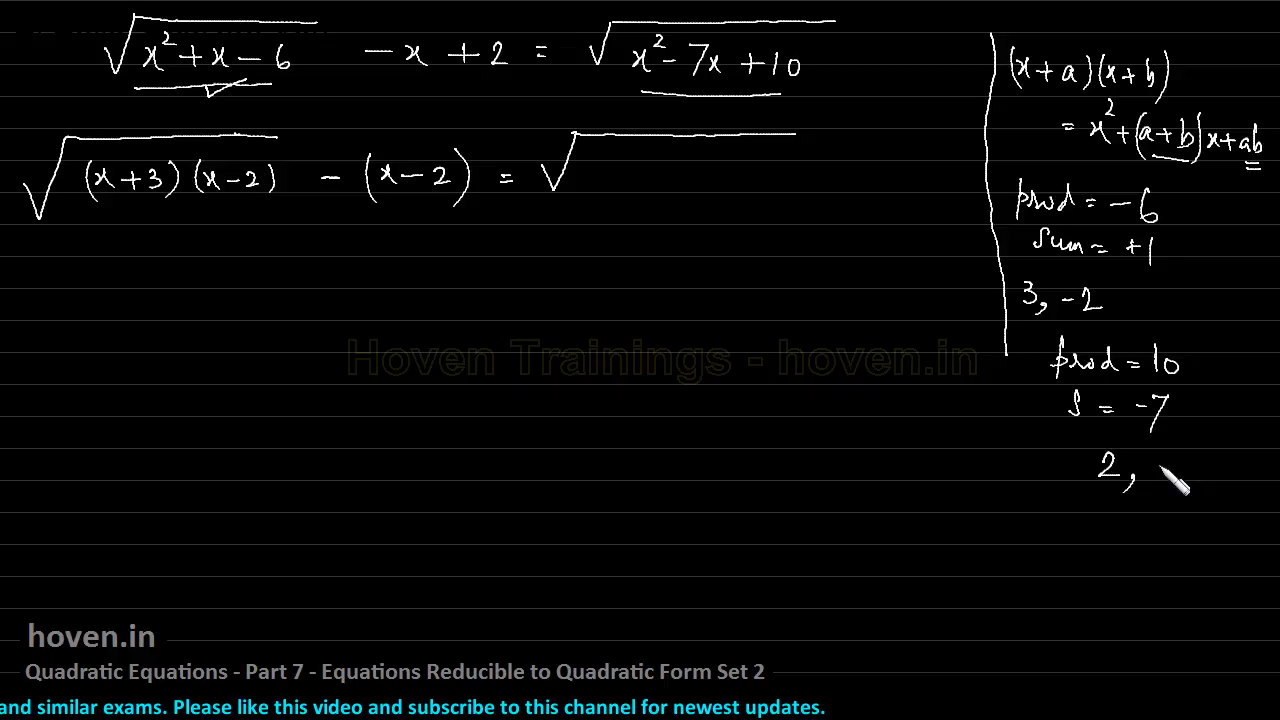 √(x² + x - 6) - x + 2 = √(x² - 7x + 10)
√((x+3)(x-2)) - (x-2) = √
(x+a)(x+b)
= x² + (a+b)x + ab
prod = -6
sum = +1
3, -2
prod = 10
S = -7
2,
Hoven Trainings - hoven.in
hoven.in
Quadratic Equations - Part 7 - Equations Reducible to Quadratic Form Set 2
and similar exams. Please like this video and subscribe to this channel for newest updates.